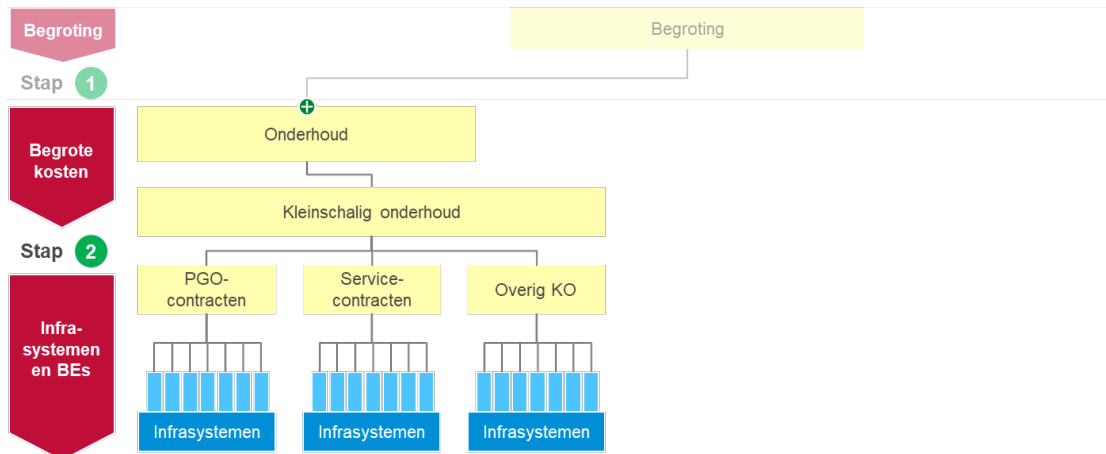 Begroting
Begroting
Stap 1
Onderhoud
Begrote
kosten
Kleinschalig onderhoud
Stap 2
PGO-
contracten
Service-
contracten
Overig KO
Infra-
systemen
en BEs
Infrasystemen
Infrasystemen
Infrasystemen